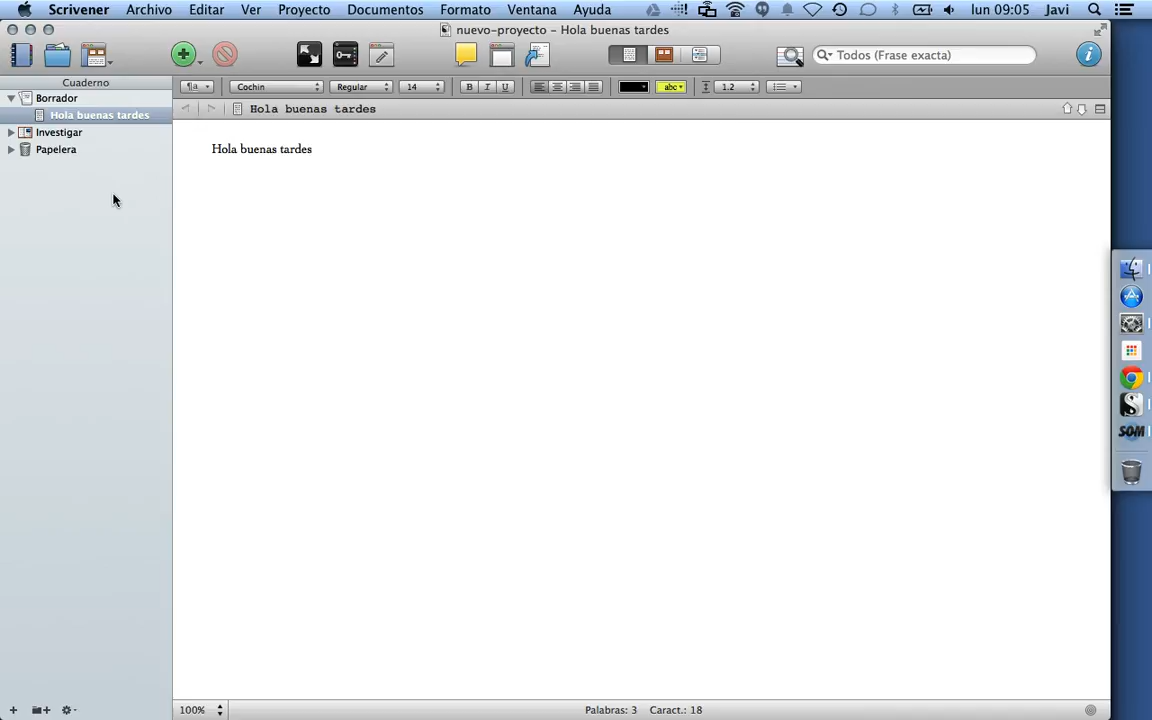 Scrivener Archivo Editar Ver Proyecto Documentos Formato Ventana Ayuda lun 09:05 Javi
nuevo-proyecto – Hola buenas tardes
Todos (Frase exacta)
Cuaderno
Cochin Regular 14 B I U abc 1.2
Borrador
Hola buenas tardes
Hola buenas tardes
Investigar
Papelera
Hola buenas tardes
SOM
100% Palabras: 3 Caract.: 18